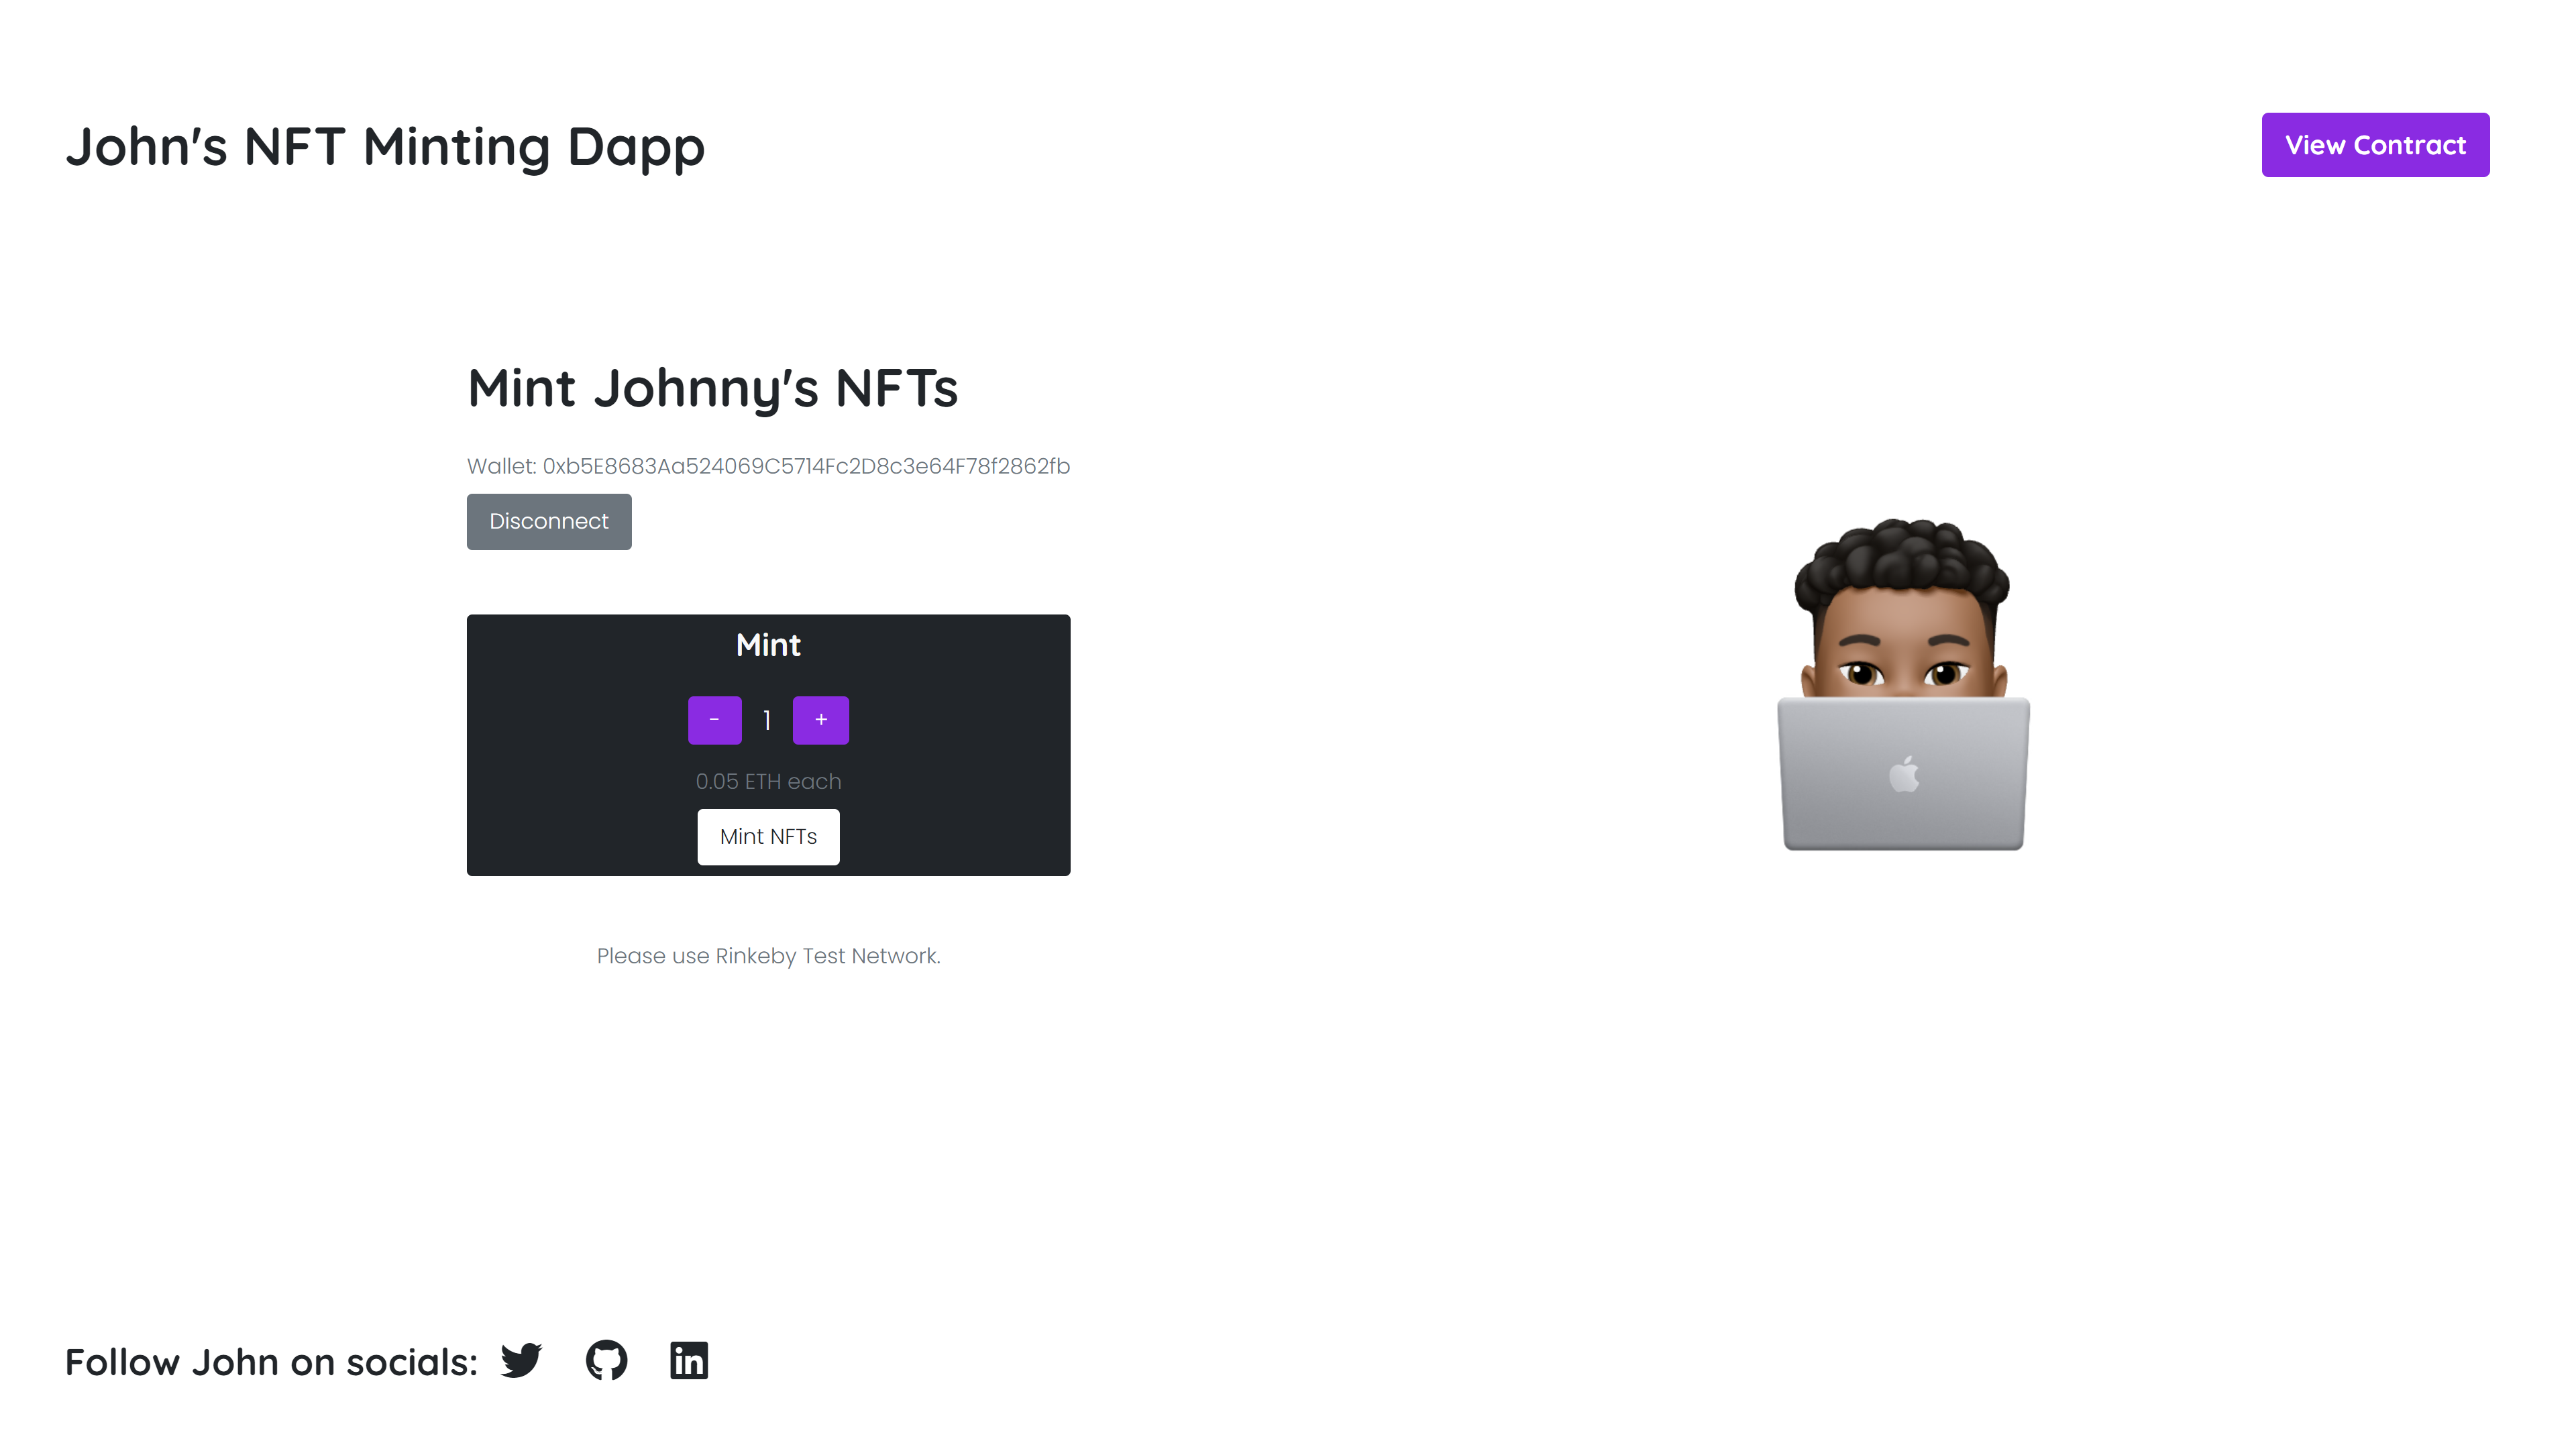 John's NFT Minting Dapp
View Contract
Mint Johnny's NFTs
Wallet: 0xb5E8683Aa524069C5714Fc2D8c3e64F78f2862fb
Disconnect
Mint
- 1 +
0.05 ETH each
Mint NFTs
Please use Rinkeby Test Network.
Follow John on socials: